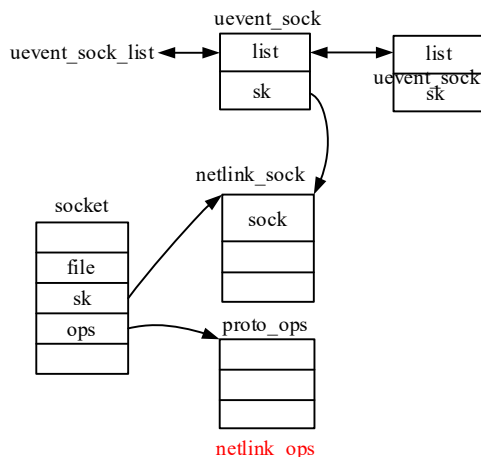 uevent_sock
uevent_sock_list
list
list
sk
uevent_sock
sk
netlink_sock
socket
sock
file
sk
ops
proto_ops
netlink_ops